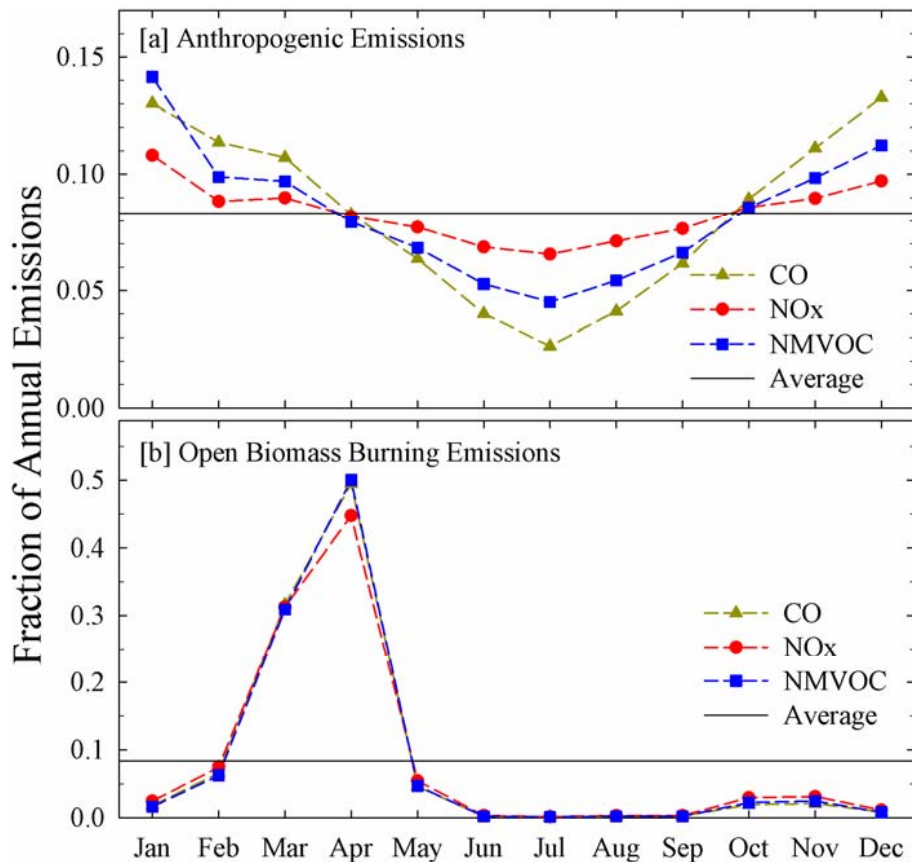 Fraction of Annual Emissions
[a] Anthropogenic Emissions
0.15
0.10
0.05
0.00
CO
NOx
NMVOC
Average
[b] Open Biomass Burning Emissions
0.5
0.4
0.3
0.2
0.1
0.0
CO
NOx
NMVOC
Average
Jan Feb Mar Apr May Jun Jul Aug Sep Oct Nov Dec